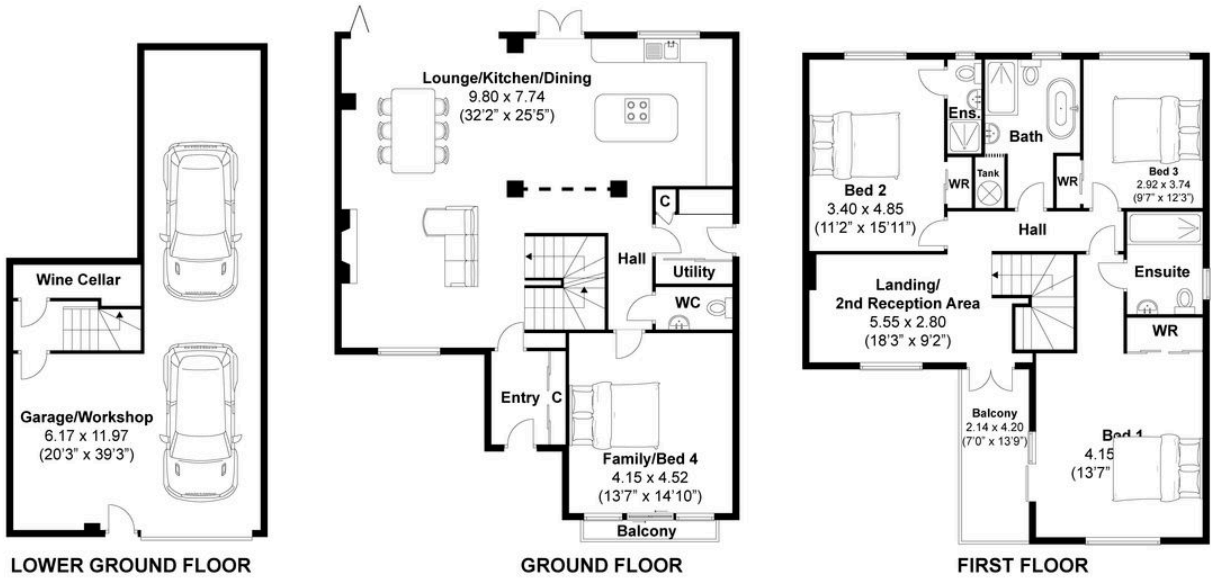 Wine Cellar
Garage/Workshop
6.17 x 11.97
(20'3" x 39'3")
LOWER GROUND FLOOR
Lounge/Kitchen/Dining
9.80 x 7.74
(32'2" x 25'5")
C
Hall
Utility
WC
Entry
C
Family/Bed 4
4.15 x 4.52
(13'7" x 14'10")
Balcony
GROUND FLOOR
Ens.
Bath
Bed 2
3.40 x 4.85
(11'2" x 15'11")
WR
Tank
WR
Bed 3
2.92 x 3.74
(9'7" x 12'3")
Hall
Ensuite
Landing/
2nd Reception Area
5.55 x 2.80
(18'3" x 9'2")
WR
Balcony
2.14 x 4.20
(7'0" x 13'9")
Bed 1
4.15
(13'7"
FIRST FLOOR